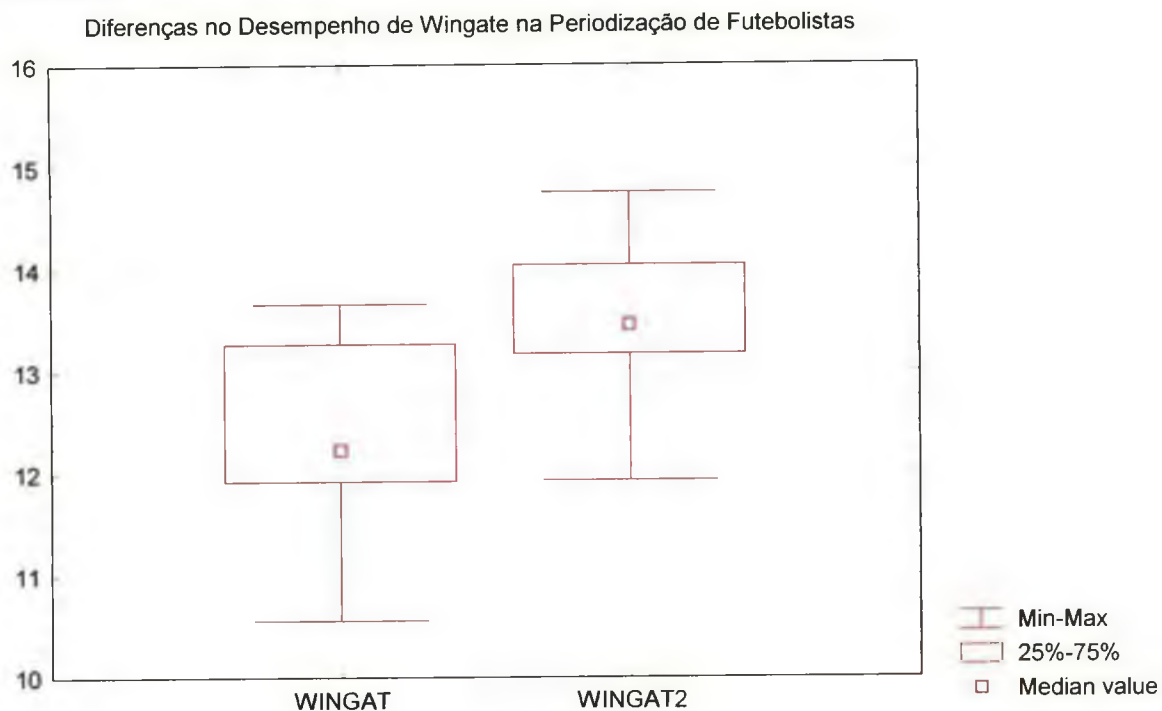 Diferenças no Desempenho de Wingate na Periodização de Futebolistas
16
15
14
13
12
11
10
WINGAT
WINGAT2
Min-Max
25%-75%
Median value